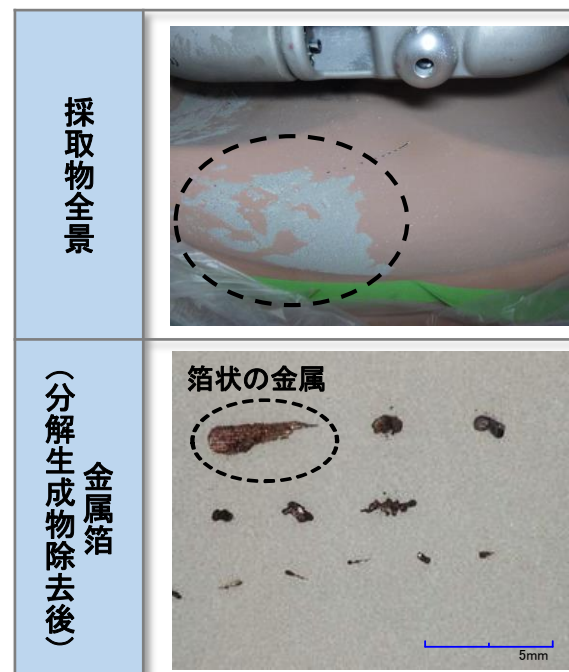 採取物全景
箔状の金属
金属箔
（分解生成物除去後）
5mm